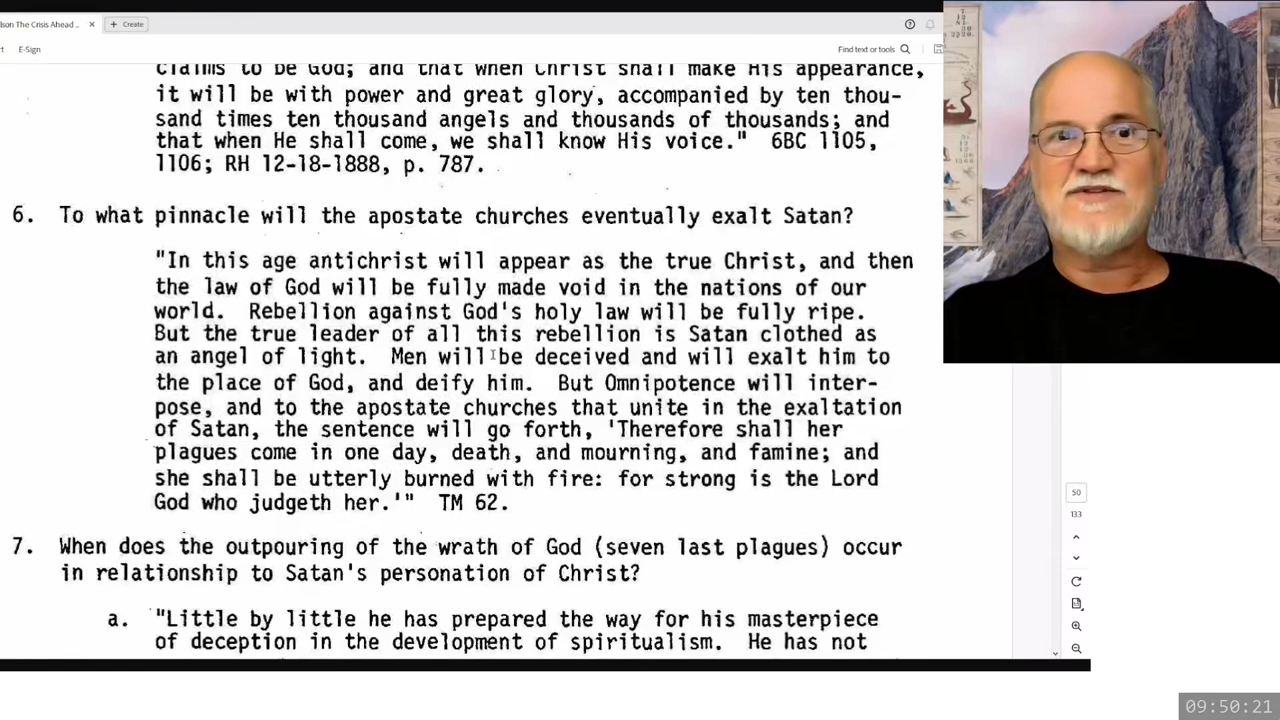 lson The Crisis Ahead ..
Create
E-Sign
Find text or tools
claims to be God; and that when Christ shall make His appearance,
it will be with power and great glory, accompanied by ten thou-
sand times ten thousand angels and thousands of thousands; and
that when He shall come, we shall know His voice." 6BC 1105,
1106; RH 12-18-1888, p. 787.
6. To what pinnacle will the apostate churches eventually exalt Satan?
"In this age antichrist will appear as the true Christ, and then
the law of God will be fully made void in the nations of our
world. Rebellion against God's holy law will be fully ripe.
But the true leader of all this rebellion is Satan clothed as
an angel of light. Men will be deceived and will exalt him to
the place of God, and deify him. But Omnipotence will inter-
pose, and to the apostate churches that unite in the exaltation
of Satan, the sentence will go forth, 'Therefore shall her
plagues come in one day, death, and mourning, and famine; and
she shall be utterly burned with fire: for strong is the Lord
God who judgeth her.'" TM 62.
7. When does the outpouring of the wrath of God (seven last plagues) occur
in relationship to Satan's personation of Christ?
a. "Little by little he has prepared the way for his masterpiece
of deception in the development of spiritualism. He has not
50
133
09:50:21